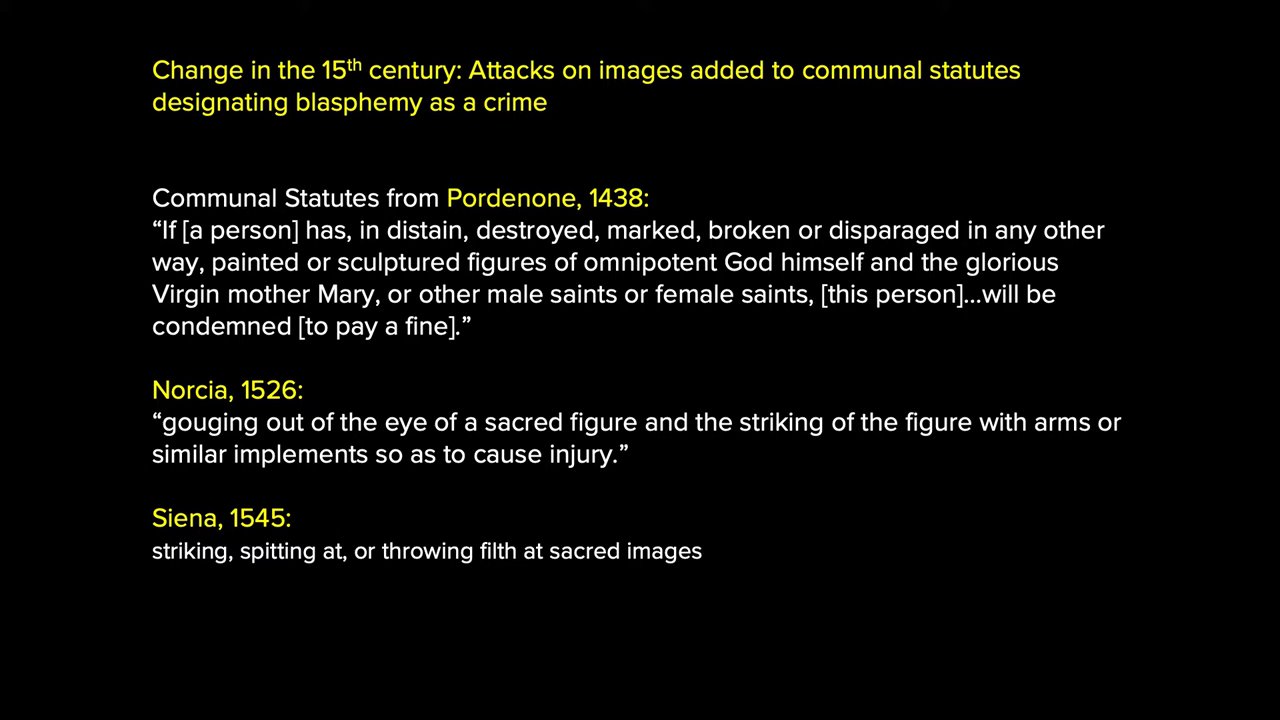 Change in the 15th century: Attacks on images added to communal statutes
designating blasphemy as a crime
Communal Statutes from Pordenone, 1438:
“If [a person] has, in distain, destroyed, marked, broken or disparaged in any other
way, painted or sculptured figures of omnipotent God himself and the glorious
Virgin mother Mary, or other male saints or female saints, [this person]...will be
condemned [to pay a fine].”
Norcia, 1526:
“gouging out of the eye of a sacred figure and the striking of the figure with arms or
similar implements so as to cause injury.”
Siena, 1545:
striking, spitting at, or throwing filth at sacred images